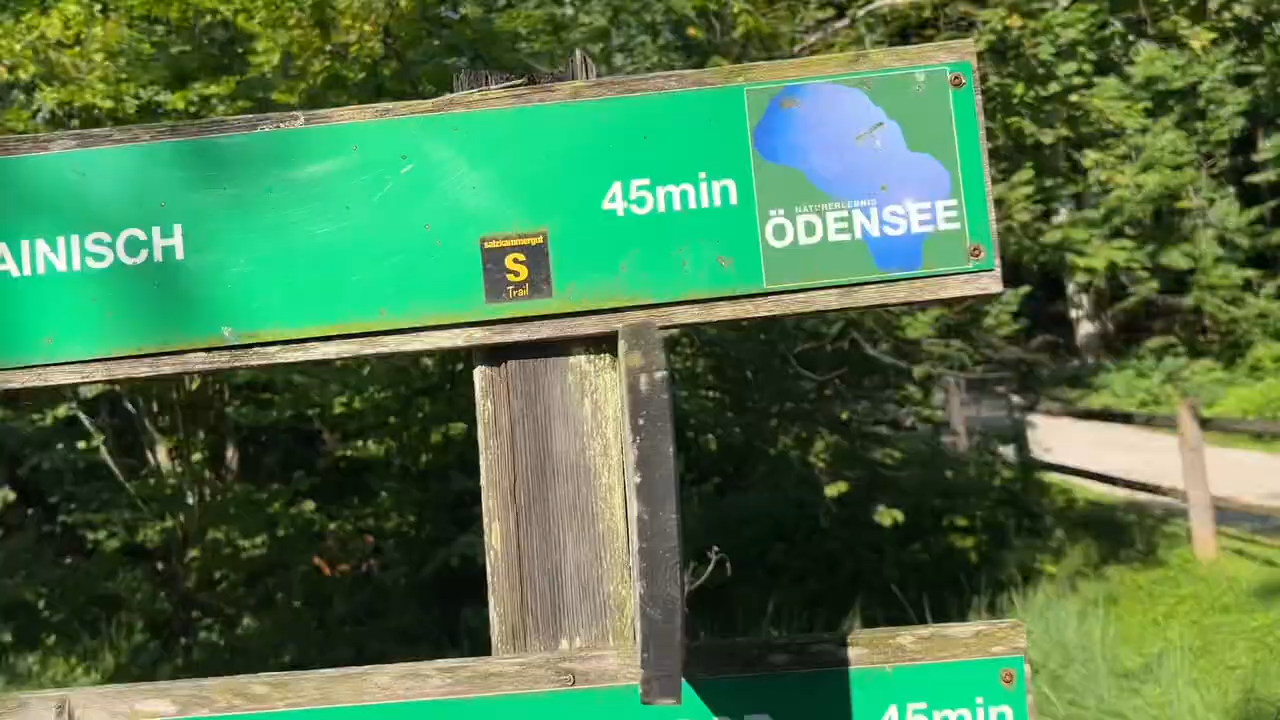 AINISCH
45min
salzkammergut
S
Trail
NATURERLEBNIS
ÖDENSEE
45min